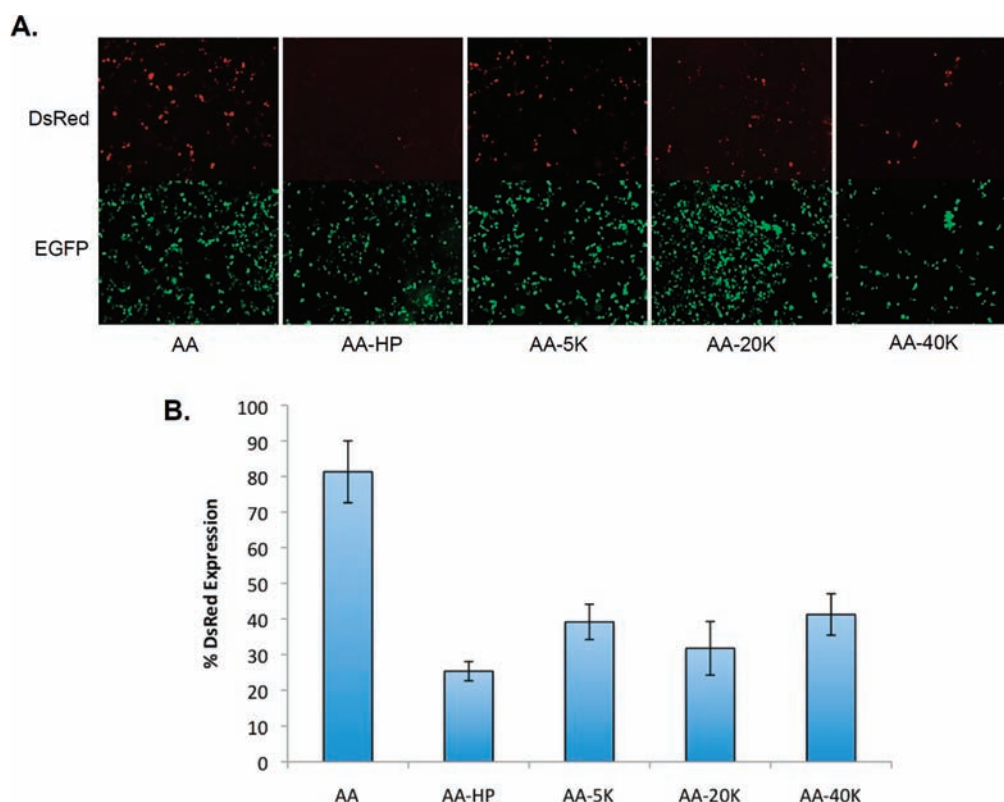 A.
DsRed
EGFP
AA AA-HP AA-5K AA-20K AA-40K
B.
% DsRed Expression
100
90
80
70
60
50
40
30
20
10
0
AA AA-HP AA-5K AA-20K AA-40K